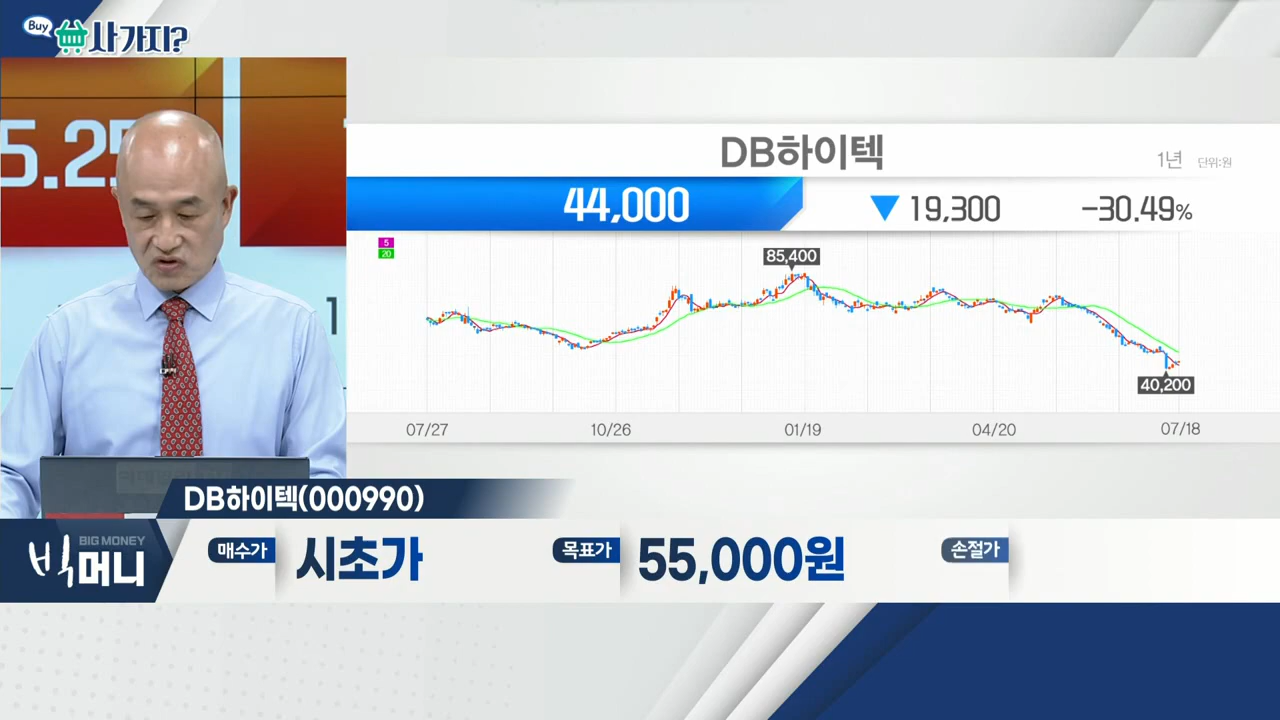 Buy
사가지?
5.25
DB하이텍
1년 단위:원
44,000
▼ 19,300
-30.49%
5
20
85,400
40,200
07/27
10/26
01/19
04/20
07/18
DB하이텍(000990)
BIG MONEY
빅머니
매수가
시초가
목표가
55,000원
손절가